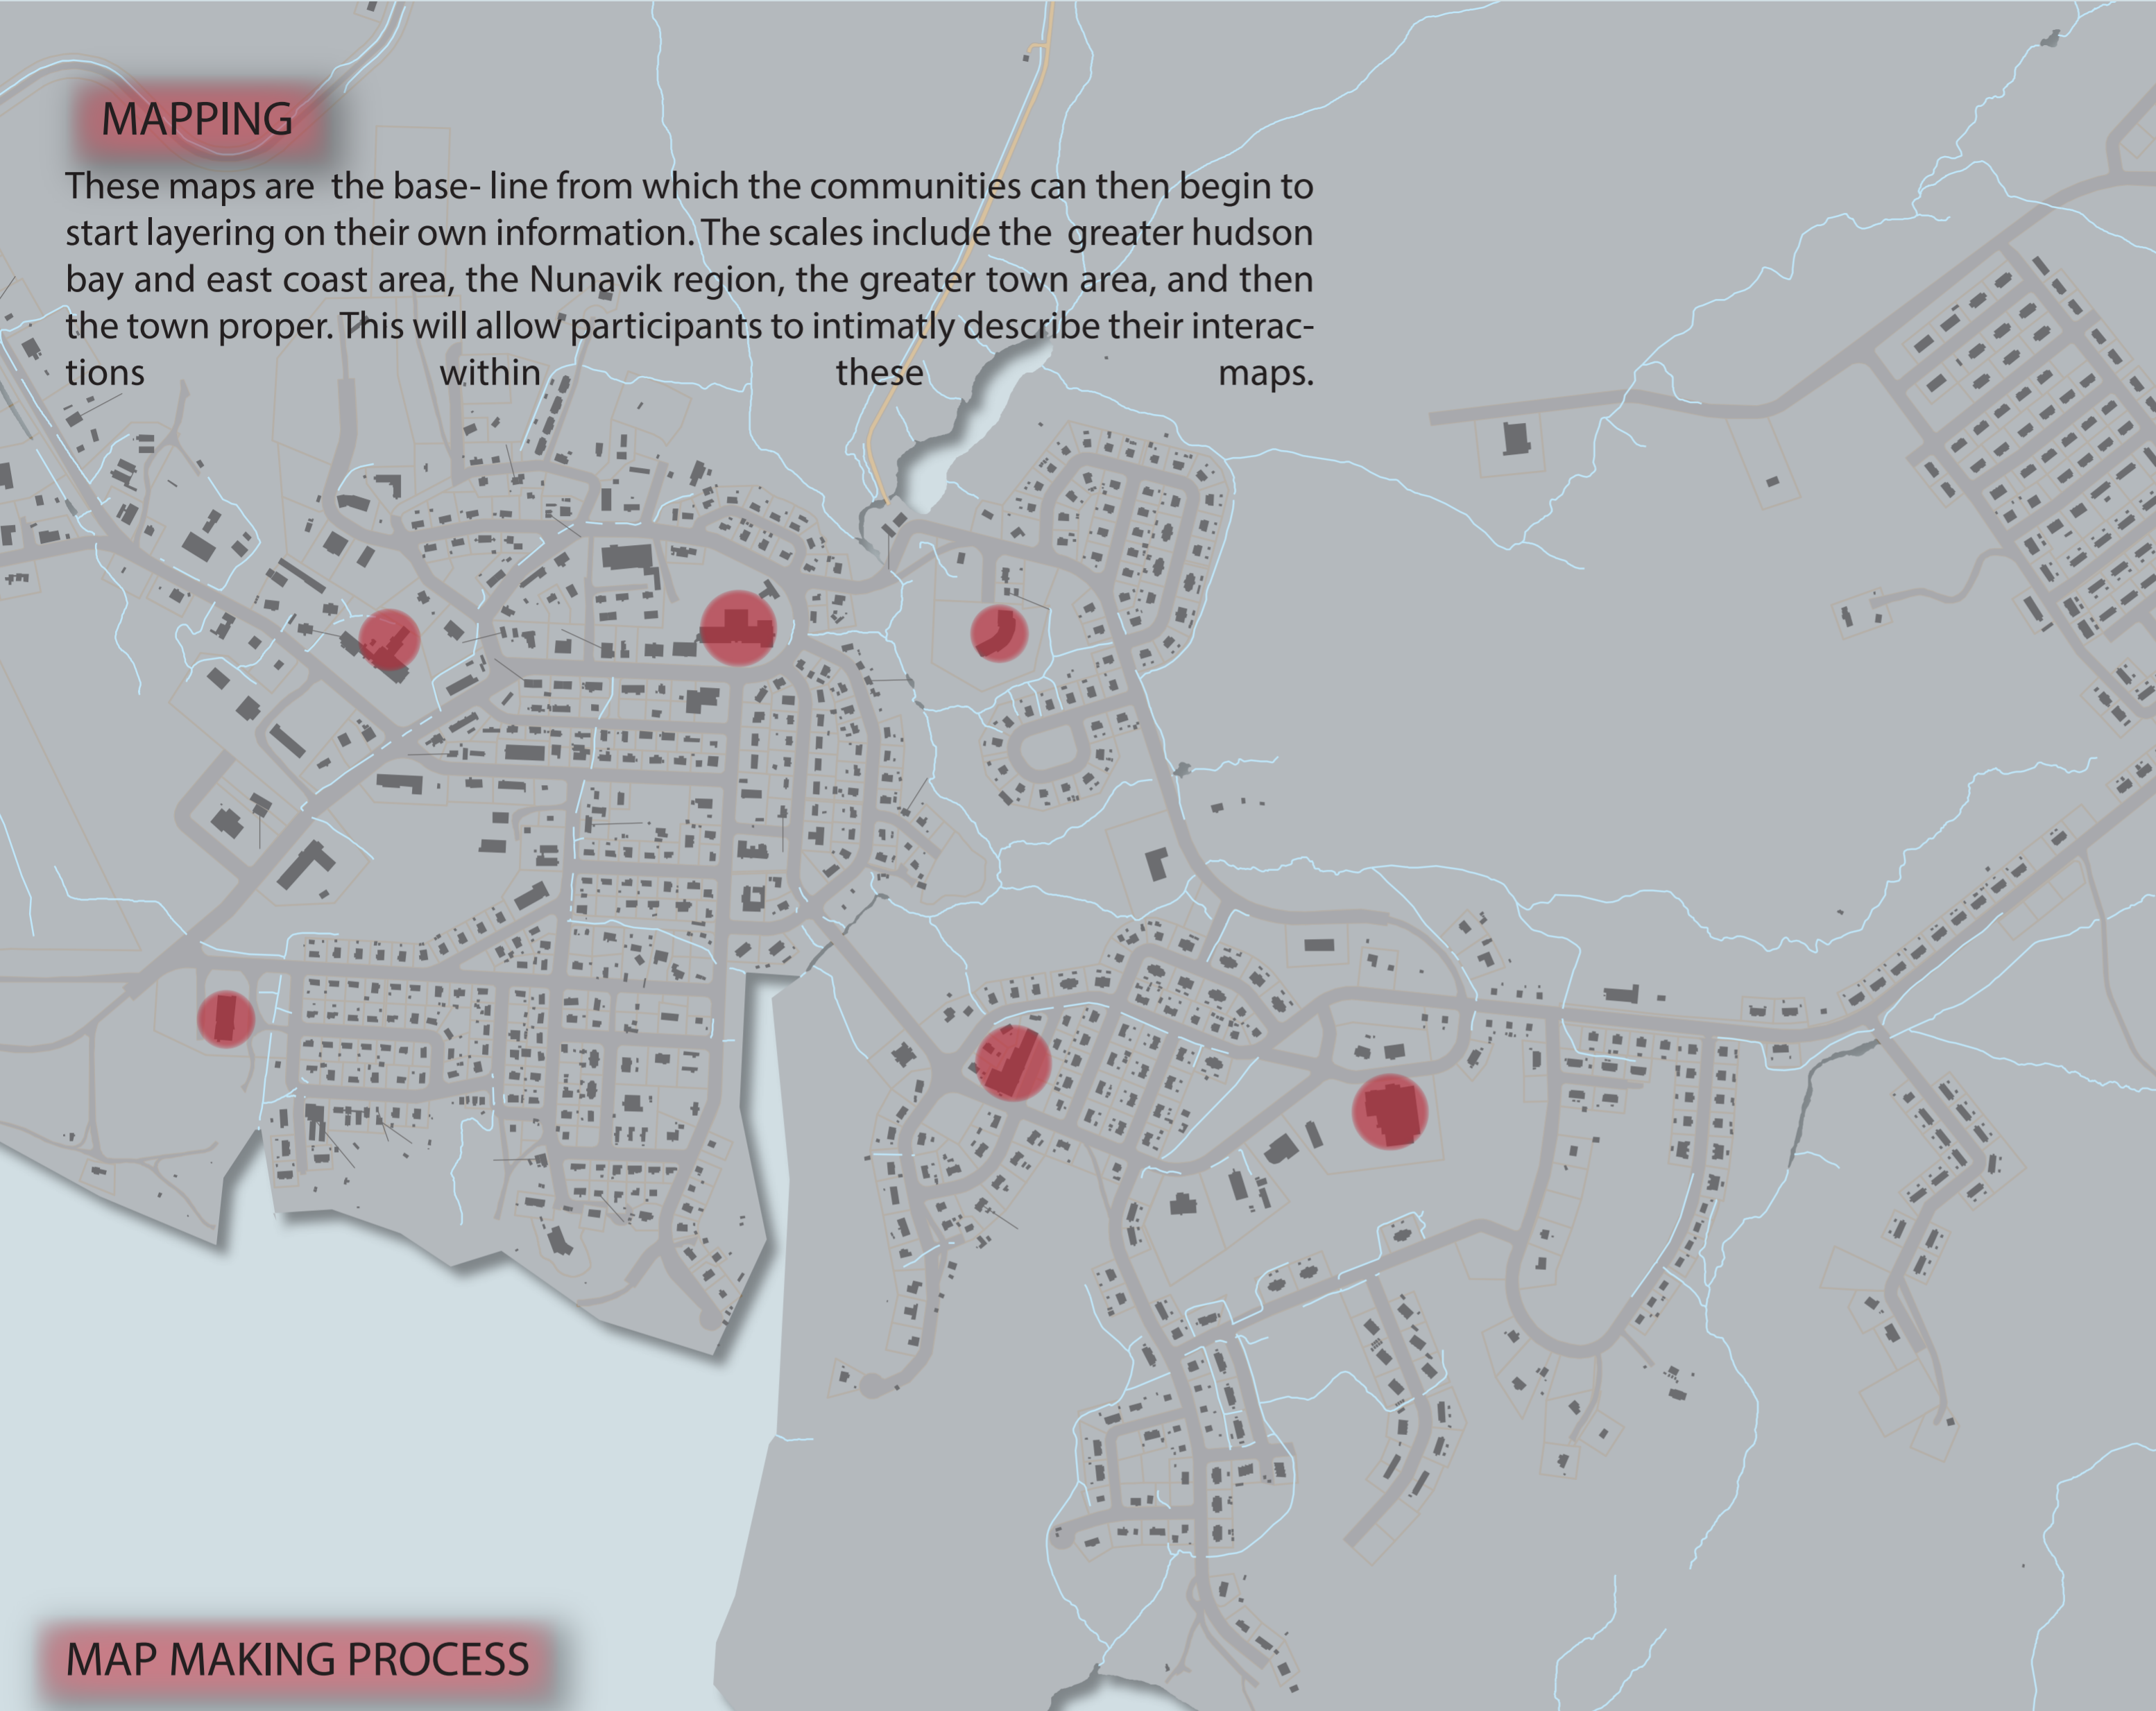 MAPPING
These maps are  the base- line from which the communities can then begin to
start layering on their own information. The scales include the  greater hudson
bay and east coast area, the Nunavik region, the greater town area, and then
the town proper. This will allow participants to intimatly describe their interac-
tions within these maps.
MAP MAKING PROCESS